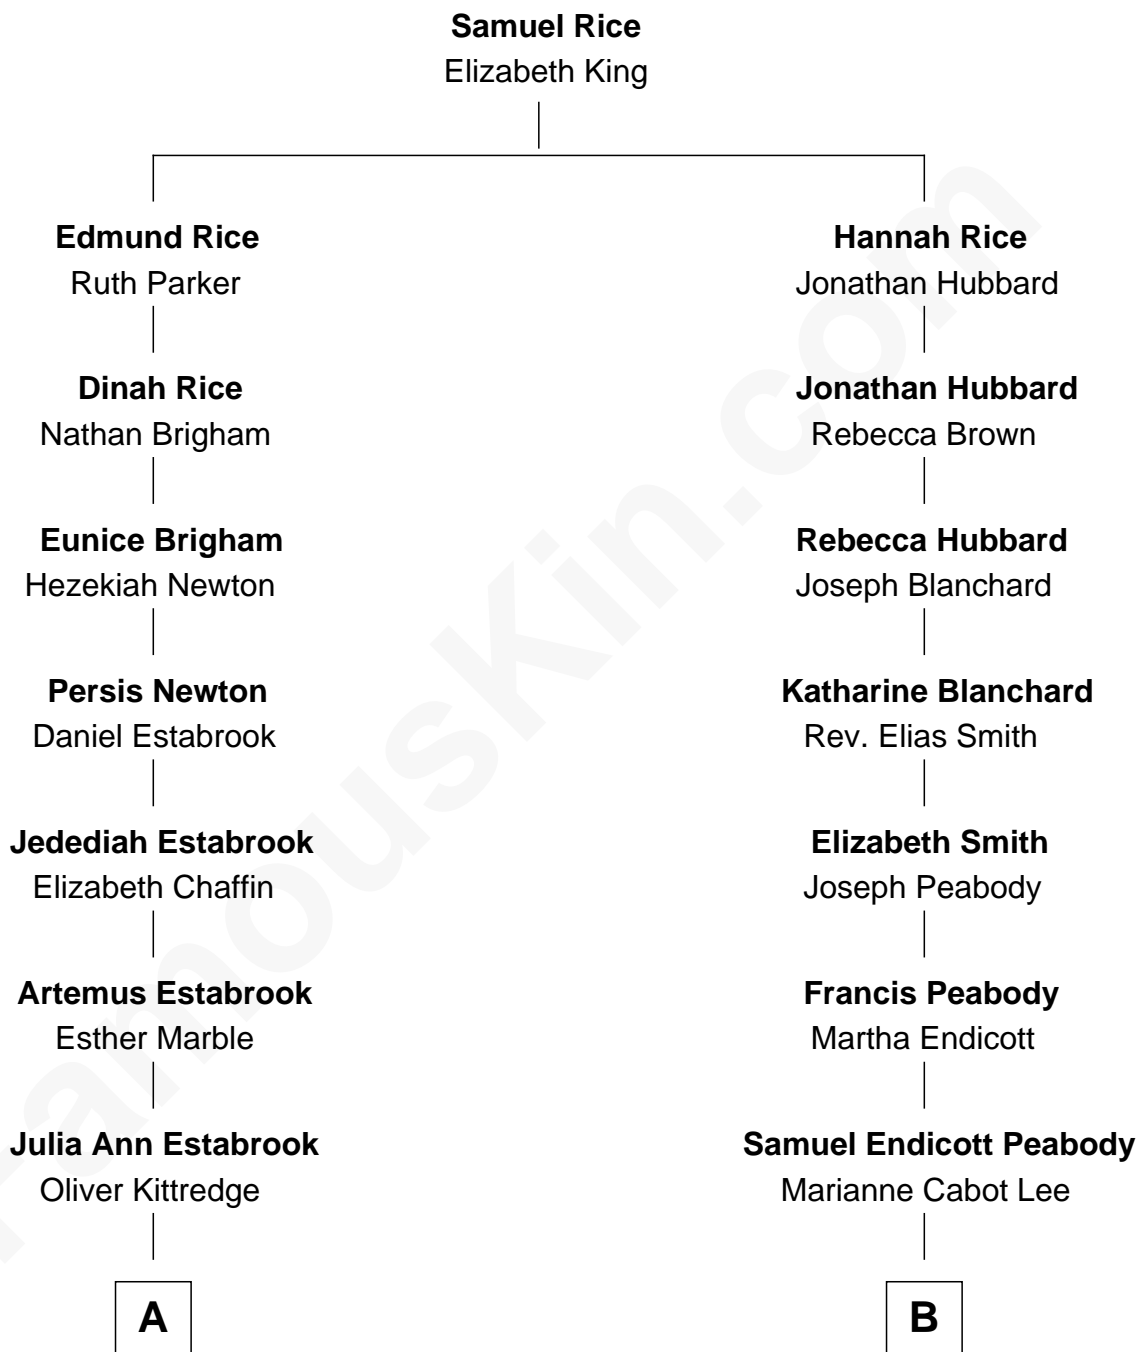 Samuel Rice
Elizabeth King
Edmund Rice
Ruth Parker
Hannah Rice
Jonathan Hubbard
Dinah Rice
Nathan Brigham
Jonathan Hubbard
Rebecca Brown
Eunice Brigham
Hezekiah Newton
Rebecca Hubbard
Joseph Blanchard
Persis Newton
Daniel Estabrook
Katharine Blanchard
Rev. Elias Smith
Jedediah Estabrook
Elizabeth Chaffin
Elizabeth Smith
Joseph Peabody
Artemus Estabrook
Esther Marble
Francis Peabody
Martha Endicott
Julia Ann Estabrook
Oliver Kittredge
Samuel Endicott Peabody
Marianne Cabot Lee
A
B
FamousKin.com